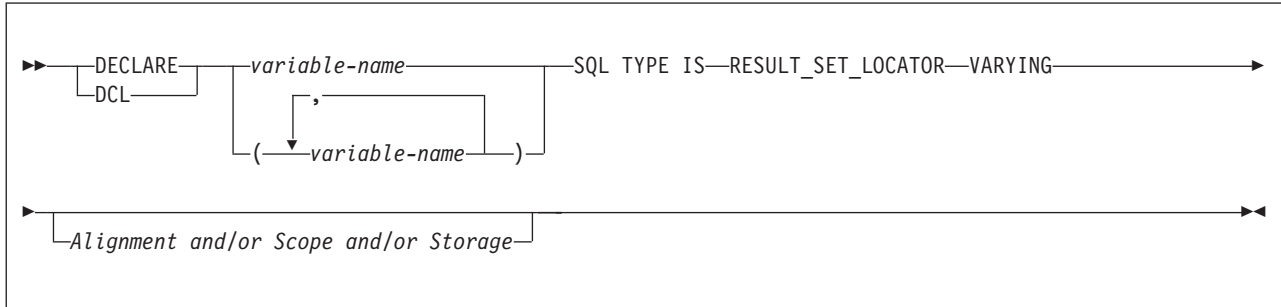 DECLARE variable-name SQL TYPE IS RESULT_SET_LOCATOR VARYING
DCL ,
( variable-name )
Alignment and/or Scope and/or Storage